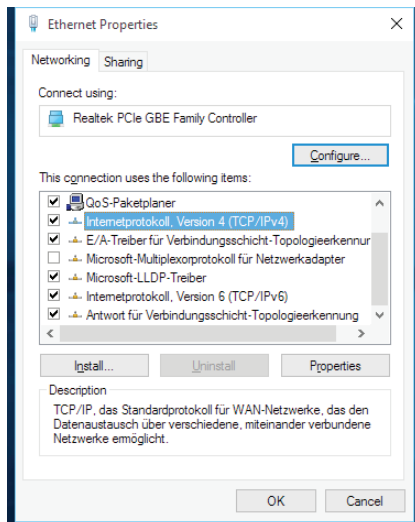 Ethernet Properties
Networking Sharing
Connect using:
Realtek PCIe GBE Family Controller
Configure...
This connection uses the following items:
QoS-Paketplaner
Internetprotokoll, Version 4 (TCP/IPv4)
E/A-Treiber für Verbindungsschicht-Topologieerkennur
Microsoft-Multiplexorprotokoll für Netzwerkadapter
Microsoft-LLDP-Treiber
Internetprotokoll, Version 6 (TCP/IPv6)
Antwort für Verbindungsschicht-Topologieerkennung
Install... Uninstall Properties
Description
TCP/IP, das Standardprotokoll für WAN-Netzwerke, das den
Datenaustausch über verschiedene, miteinander verbundene
Netzwerke ermöglicht.
OK Cancel